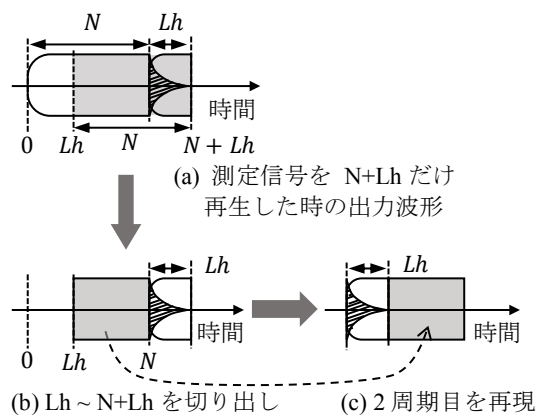 N Lh
時間
0 Lh N N + Lh
(a) 測定信号を N+Lh だけ
再生した時の出力波形
Lh Lh
時間 時間
0 Lh N
(b) Lh ~ N+Lh を切り出し (c) 2 周期目を再現